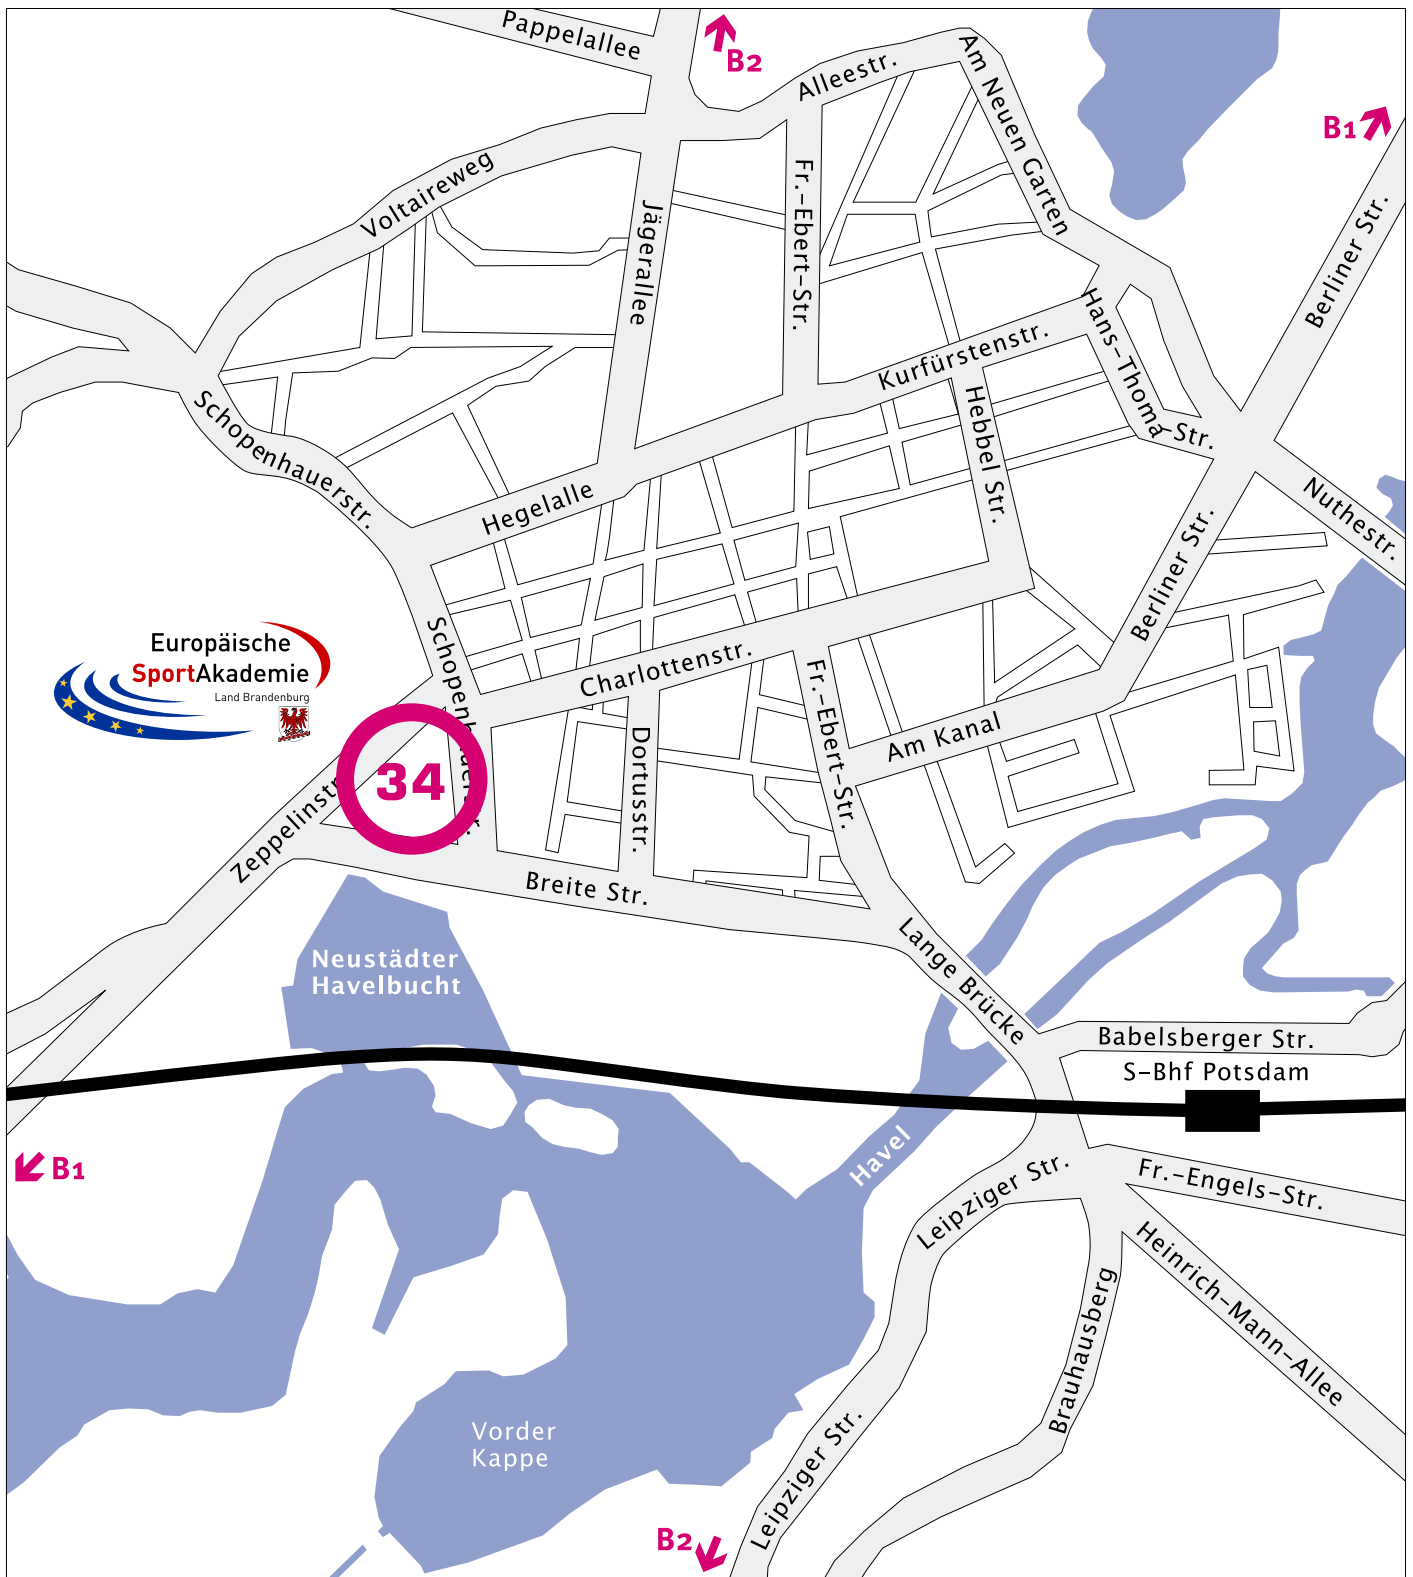 Pappelallee
B2
Alleestr.
Am Neuen Garten
B1
Voltaireweg
Jägerallee
Fr.-Ebert-Str.
Berliner Str.
Kurfürstenstr.
Hans-Thoma
-Str.
Schopenhauerstr.
Hebbel Str.
Hegelalle
Nuthestr.
Berliner Str.
Europäische
SportAkademie
Land Brandenburg
Schopenhauerstr.
Charlottenstr.
Fr.-Ebert-Str.
Am Kanal
Dortusstr.
34
Zeppelinstr.
Breite Str.
Lange Brücke
Neustädter
Havelbucht
Babelsberger Str.
S-Bhf Potsdam
B1
Havel
Leipziger Str.
Fr.-Engels-Str.
Heinrich-Mann-Allee
Brauhausberg
Vorder
Kappe
Leipziger Str.
B2